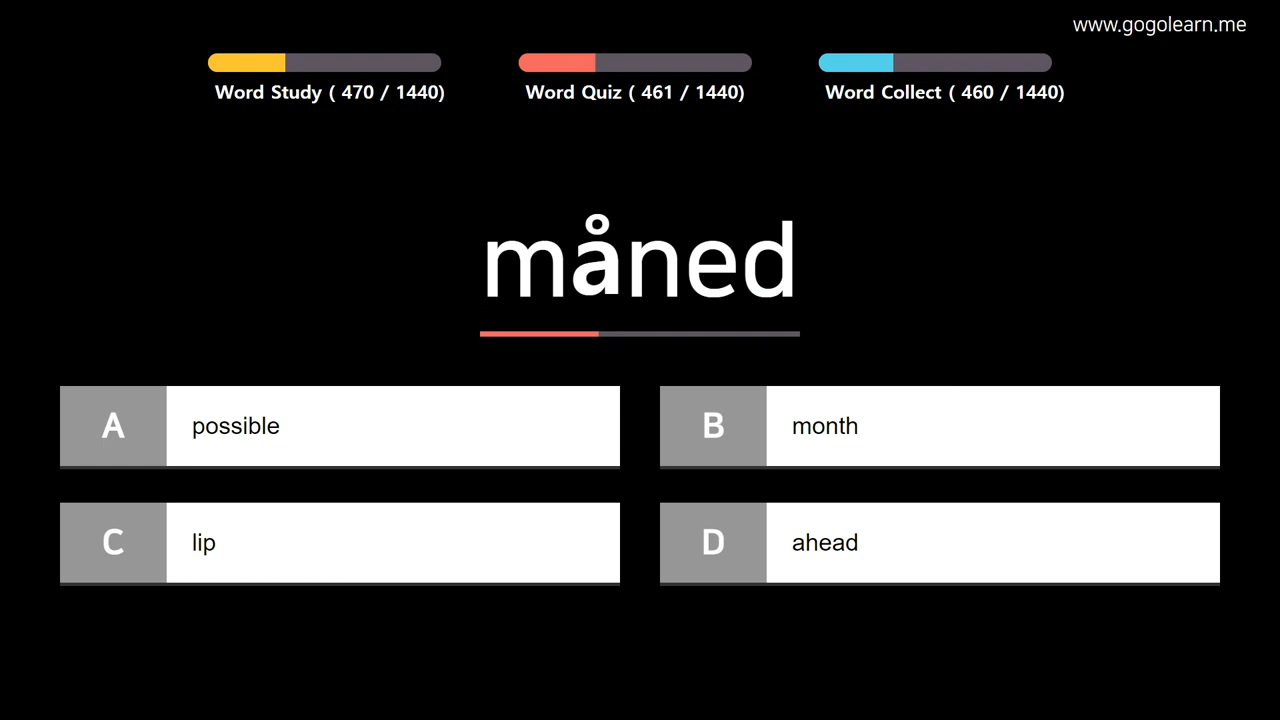 www.gogolearn.me
Word Study ( 470 / 1440)
Word Quiz ( 461 / 1440)
Word Collect ( 460 / 1440)
måned
A possible
B month
C lip
D ahead